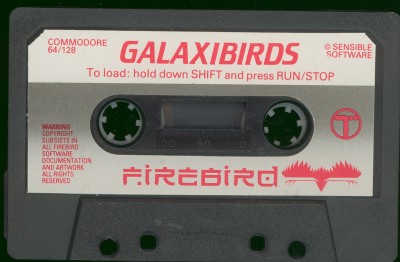 COMMODORE
64/128
GALAXIBIRDS
© SENSIBLE
SOFTWARE
To load: hold down SHIFT and press RUN/STOP
WARNING
COPYRIGHT
SUBSISTS IN
ALL FIREBIRD
SOFTWARE
DOCUMENTATION
AND ARTWORK
ALL RIGHTS
RESERVED
FIREBIRD